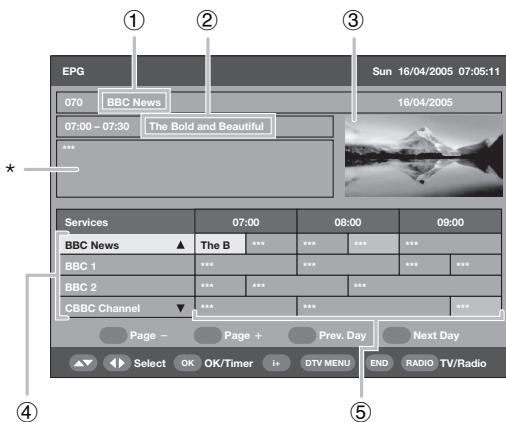 ① ② ③
EPG Sun 16/04/2005 07:05:11
070 BBC News 16/04/2005
07:00 – 07:30 The Bold and Beautiful
***
*
Services 07:00 08:00 09:00
BBC News ▲ The B *** *** *** ***
BBC 1 *** *** *** ***
BBC 2 *** *** ***
CBBC Channel ▼ *** *** ***
Page – Page + Prev. Day Next Day
▲▼ ◀▶ Select OK OK/Timer i+ DTV MENU END RADIO TV/Radio
④ ⑤